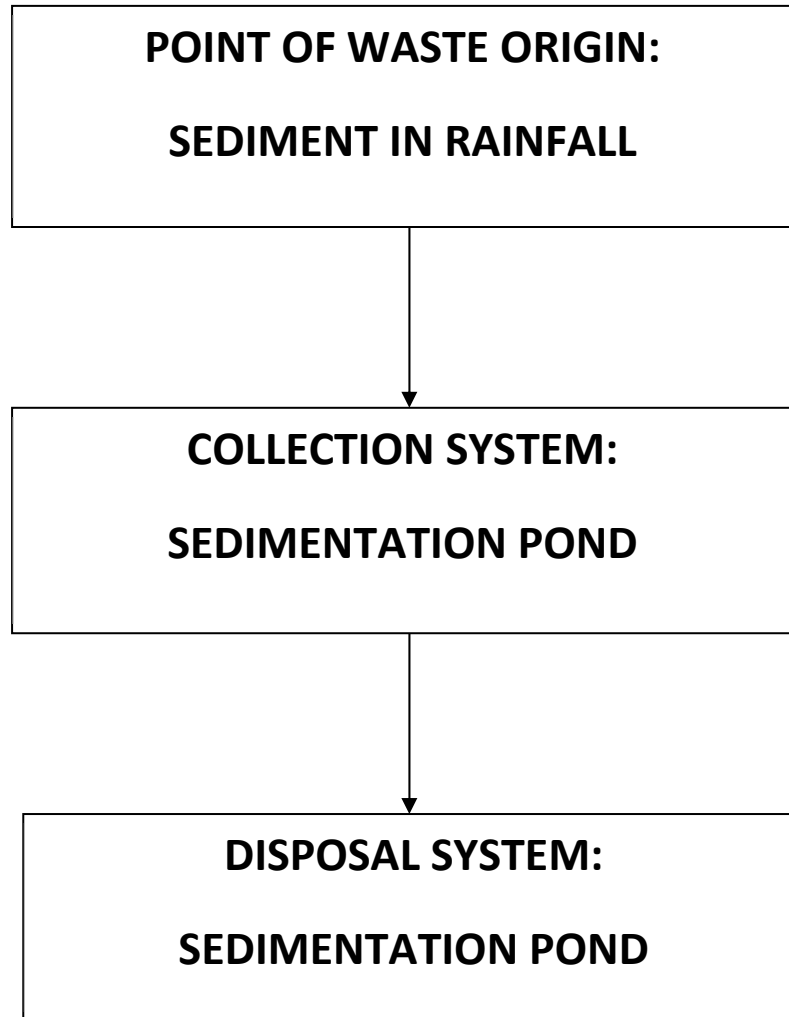 POINT OF WASTE ORIGIN:
SEDIMENT IN RAINFALL
COLLECTION SYSTEM:
SEDIMENTATION POND
DISPOSAL SYSTEM:
SEDIMENTATION POND